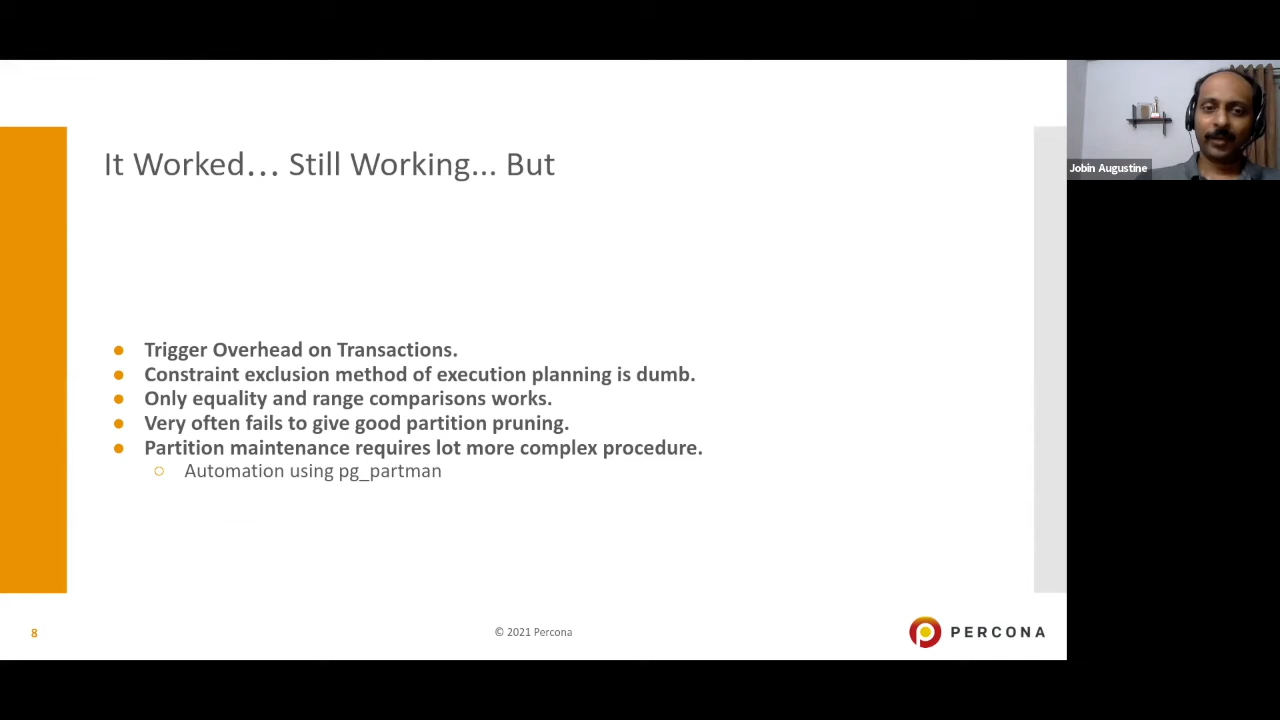 It Worked… Still Working... But
Jobin Augustine
● Trigger Overhead on Transactions.
● Constraint exclusion method of execution planning is dumb.
● Only equality and range comparisons works.
● Very often fails to give good partition pruning.
● Partition maintenance requires lot more complex procedure.
○ Automation using pg_partman
8
© 2021 Percona
PERCONA